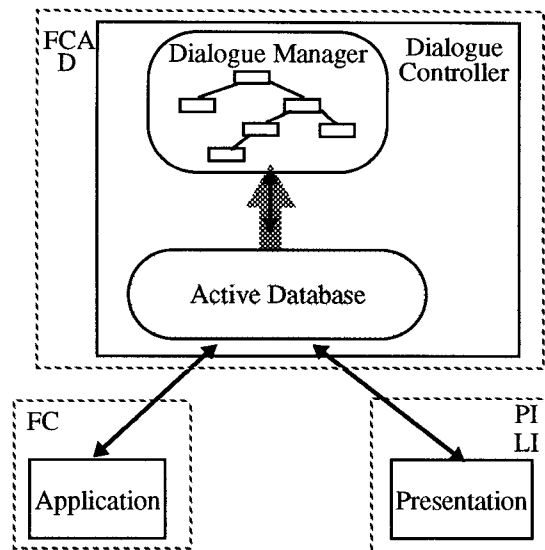 FCA
D
Dialogue Manager
Dialogue
Controller
Active Database
FC
Application
PI
LI
Presentation